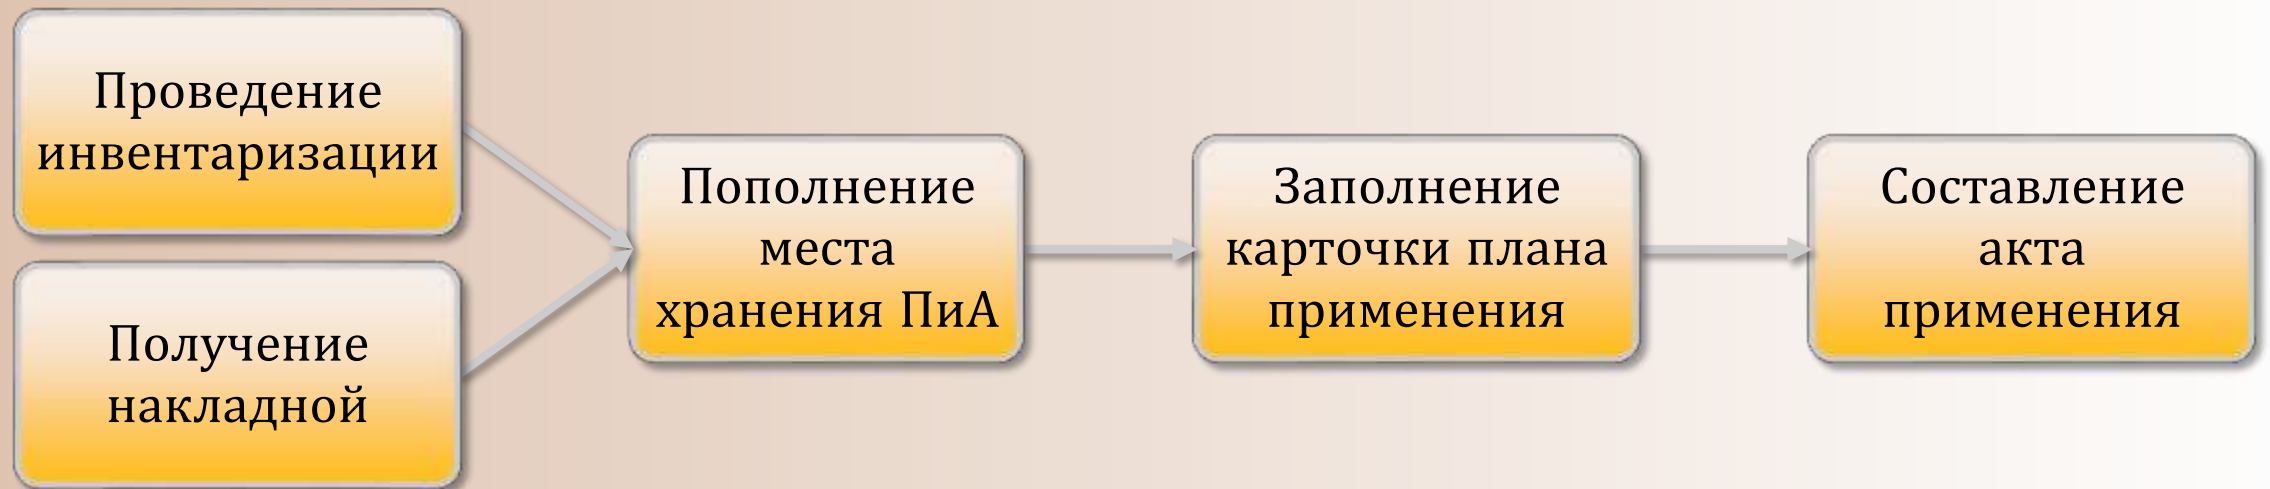 Проведение
инвентаризации
Получение
накладной
Пополнение
места
хранения ПиА
Заполнение
карточки плана
применения
Составление
акта
применения